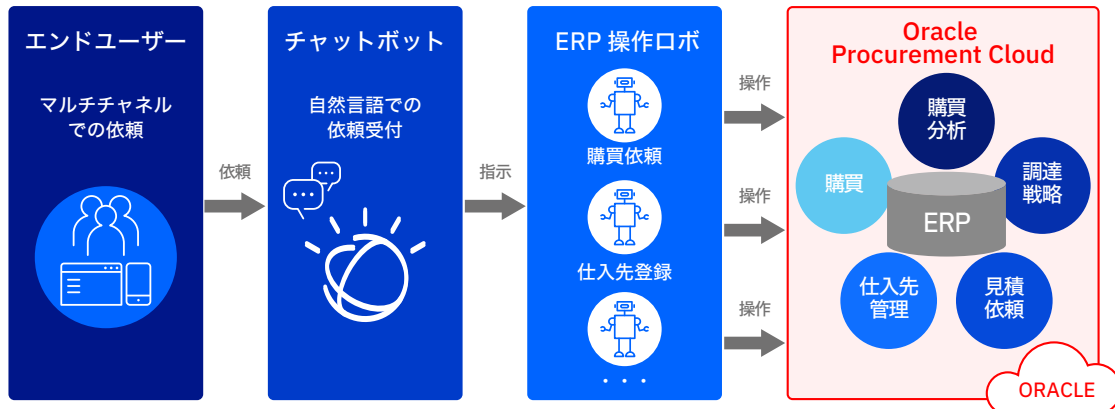 エンドユーザー
マルチチャネル
での依頼
依頼
チャットボット
自然言語での
依頼受付
指示
ERP 操作ロボ
購買依頼
仕入先登録
・・・
操作
操作
操作
Oracle
Procurement Cloud
購買
分析
購買
調達
戦略
ERP
仕入先
管理
見積
依頼
ORACLE